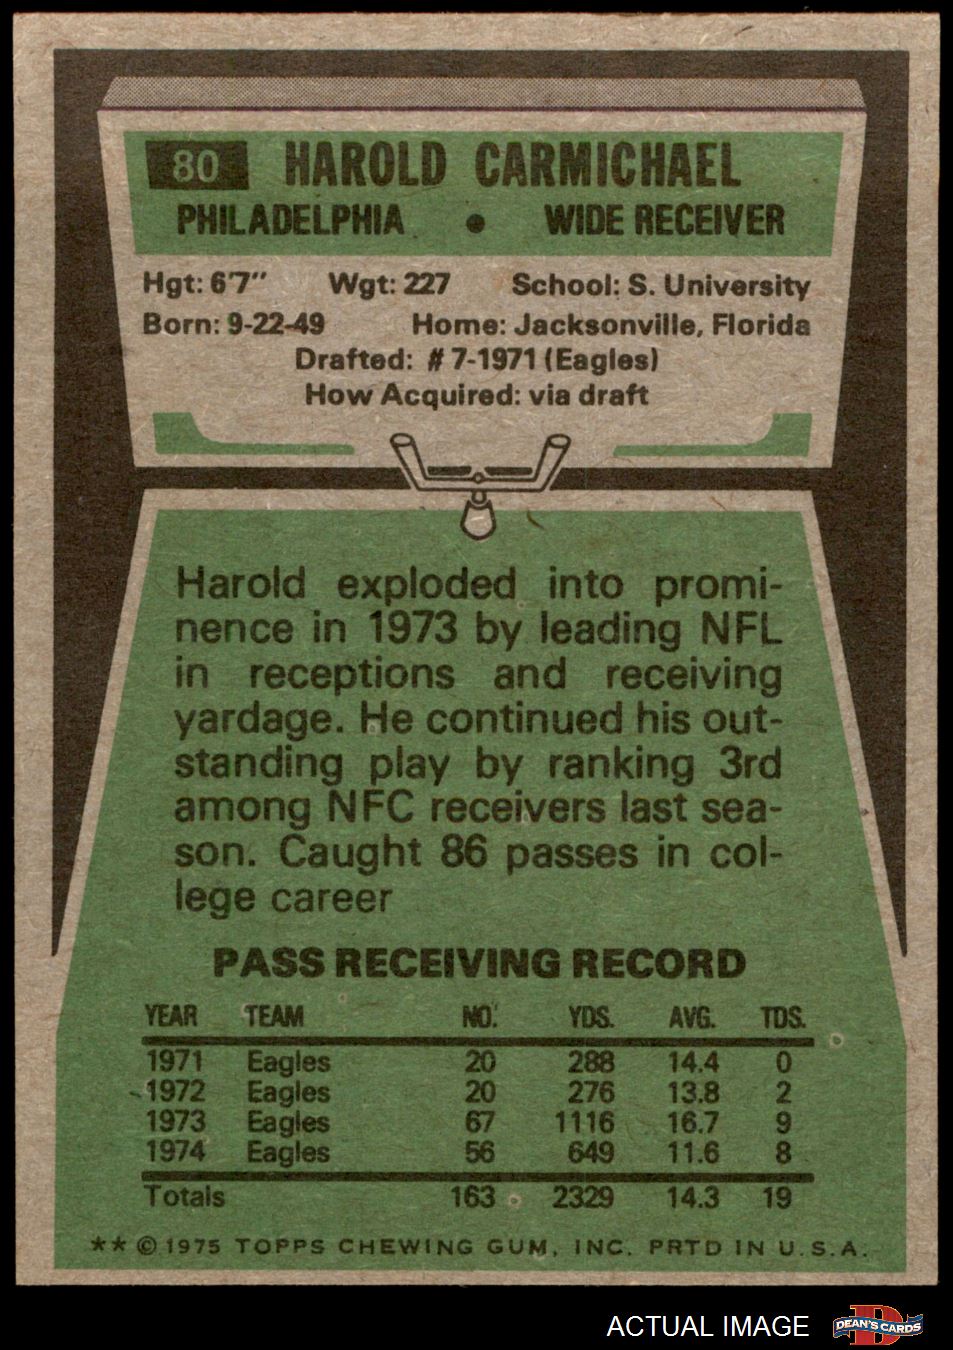 80 HAROLD CARMICHAEL
PHILADELPHIA • WIDE RECEIVER
Hgt: 6'7" Wgt: 227 School: S. University
Born: 9-22-49 Home: Jacksonville, Florida
Drafted: # 7-1971 (Eagles)
How Acquired: via draft
Harold exploded into promi-
nence in 1973 by leading NFL
in receptions and receiving
yardage. He continued his out-
standing play by ranking 3rd
among NFC receivers last sea-
son. Caught 86 passes in col-
lege career
PASS RECEIVING RECORD
YEAR TEAM NO. YDS. AVG. TDS.
1971 Eagles 20 288 14.4 0
1972 Eagles 20 276 13.8 2
1973 Eagles 67 1116 16.7 9
1974 Eagles 56 649 11.6 8
Totals 163 2329 14.3 19
** © 1975 TOPPS CHEWING GUM, INC. PRTD IN U.S.A.
ACTUAL IMAGE
D
DEAN'S CARDS